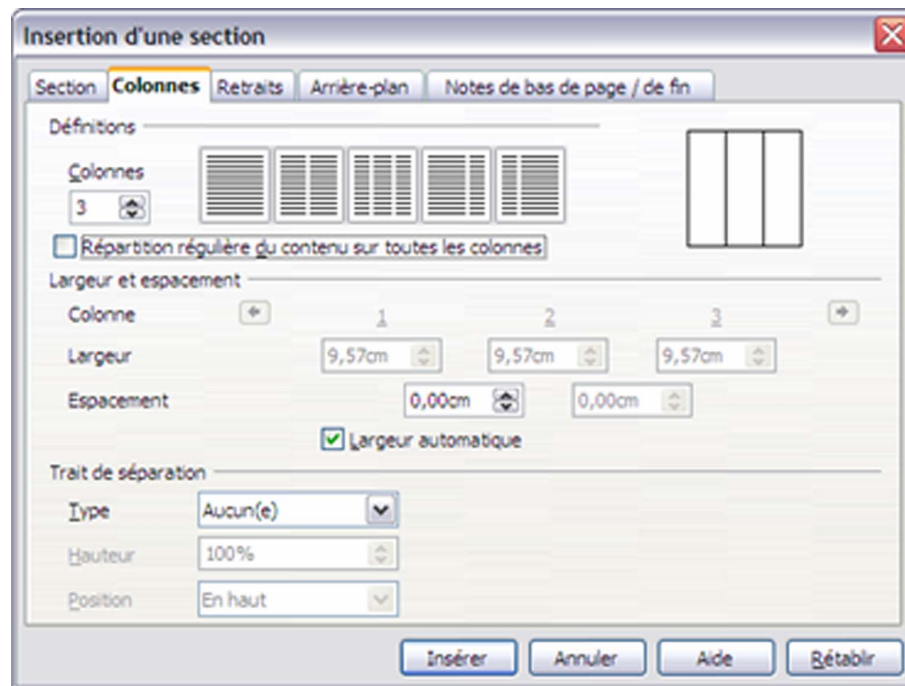 Insertion d'une section
Section Colonnes Retraits Arrière-plan Notes de bas de page / de fin
Définitions
Colonnes
3
Répartition régulière du contenu sur toutes les colonnes
Largeur et espacement
Colonne 1 2 3
Largeur 9,57cm 9,57cm 9,57cm
Espacement 0,00cm 0,00cm
Largeur automatique
Trait de séparation
Type Aucun(e)
Hauteur 100%
Position En haut
Insérer Annuler Aide Rétablir